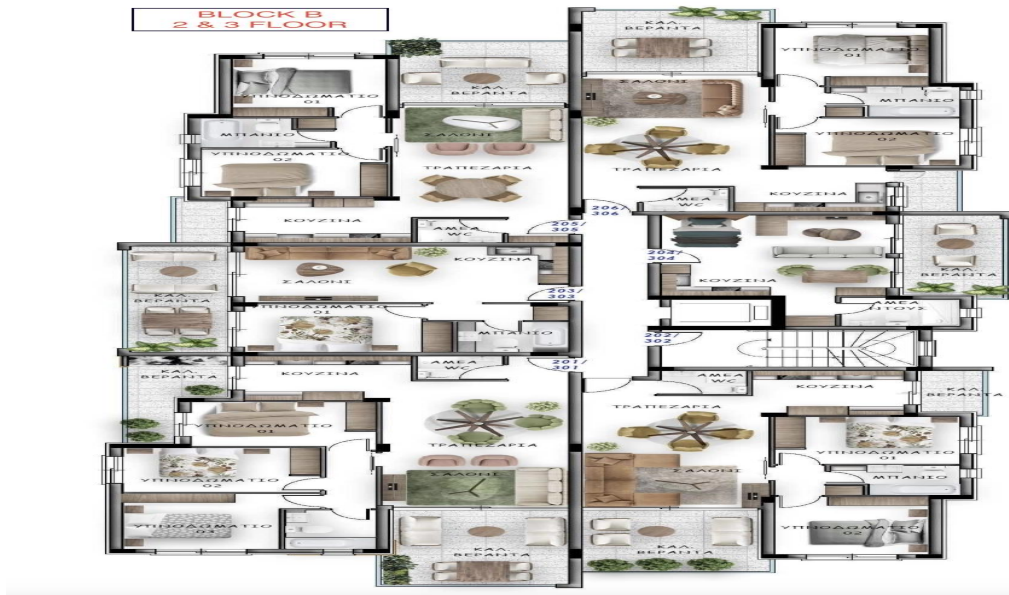 BLOCK B
2 & 3 FLOOR
ΚΑΛ.
ΒΕΡΑΝΤΑ
ΥΠΝΟΔΩΜΑΤΙΟ
01
ΚΑΛ.
ΒΕΡΑΝΤΑ
ΥΠΝΟΔΩΜΑΤΙΟ
01
ΣΑΛΟΝΙ
ΜΠΑΝΙΟ
ΜΠΑΝΙΟ
ΣΑΛΟΝΙ
ΥΠΝΟΔΩΜΑΤΙΟ
02
ΥΠΝΟΔΩΜΑΤΙΟ
02
ΤΡΑΠΕΖΑΡΙΑ
ΤΡΑΠΕΖΑΡΙΑ
ΚΟΥΖΙΝΑ
ΚΟΥΖΙΝΑ
ΑΜΕΑ
WC
ΑΜΕΑ
WC
206/
306
205/
305
204/
304
ΚΟΥΖΙΝΑ
ΣΑΛΟΝΙ
ΚΑΛ.
ΒΕΡΑΝΤΑ
ΚΟΥΖΙΝΑ
ΚΑΛ.
ΒΕΡΑΝΤΑ
203/
303
ΥΠΝΟΔΩΜΑΤΙΟ
01
ΑΜΕΑ
ΝΤΟΥΣ
ΜΠΑΝΙΟ
202/
302
201/
301
ΑΜΕΑ
WC
ΚΑΛ.
ΒΕΡΑΝΤΑ
ΚΟΥΖΙΝΑ
ΑΜΕΑ
WC
ΚΟΥΖΙΝΑ
ΚΑΛ.
ΒΕΡΑΝΤΑ
ΤΡΑΠΕΖΑΡΙΑ
ΥΠΝΟΔΩΜΑΤΙΟ
01
ΤΡΑΠΕΖΑΡΙΑ
ΥΠΝΟΔΩΜΑΤΙΟ
01
ΣΑΛΟΝΙ
ΣΑΛΟΝΙ
ΜΠΑΝΙΟ
ΥΠΝΟΔΩΜΑΤΙΟ
02
ΥΠΝΟΔΩΜΑΤΙΟ
03
ΥΠΝΟΔΩΜΑΤΙΟ
02
ΚΑΛ.
ΒΕΡΑΝΤΑ
ΚΑΛ.
ΒΕΡΑΝΤΑ